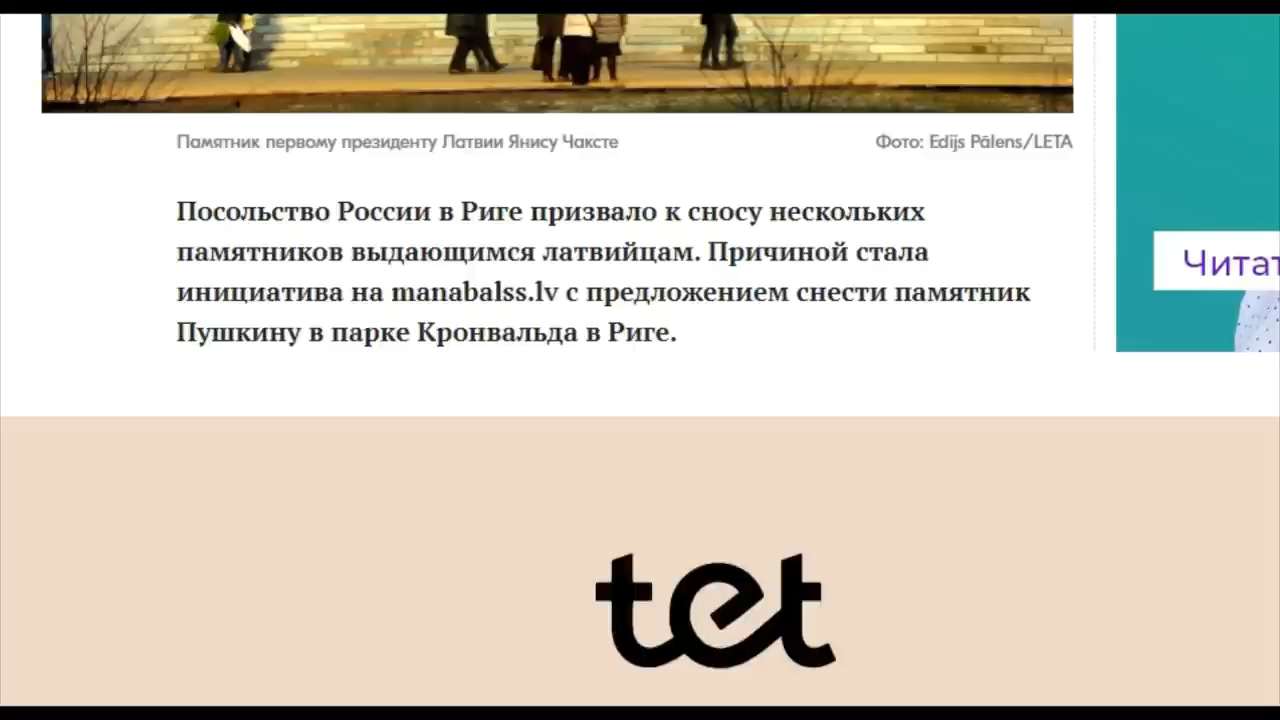 Памятник первому президенту Латвии Янису Чаксте
Фото: Edijs Pālens/LETA
Посольство России в Риге призвало к сносу нескольких
памятников выдающимся латвийцам. Причиной стала
инициатива на manabalss.lv с предложением снести памятник
Пушкину в парке Кронвальда в Риге.
Читат
tet